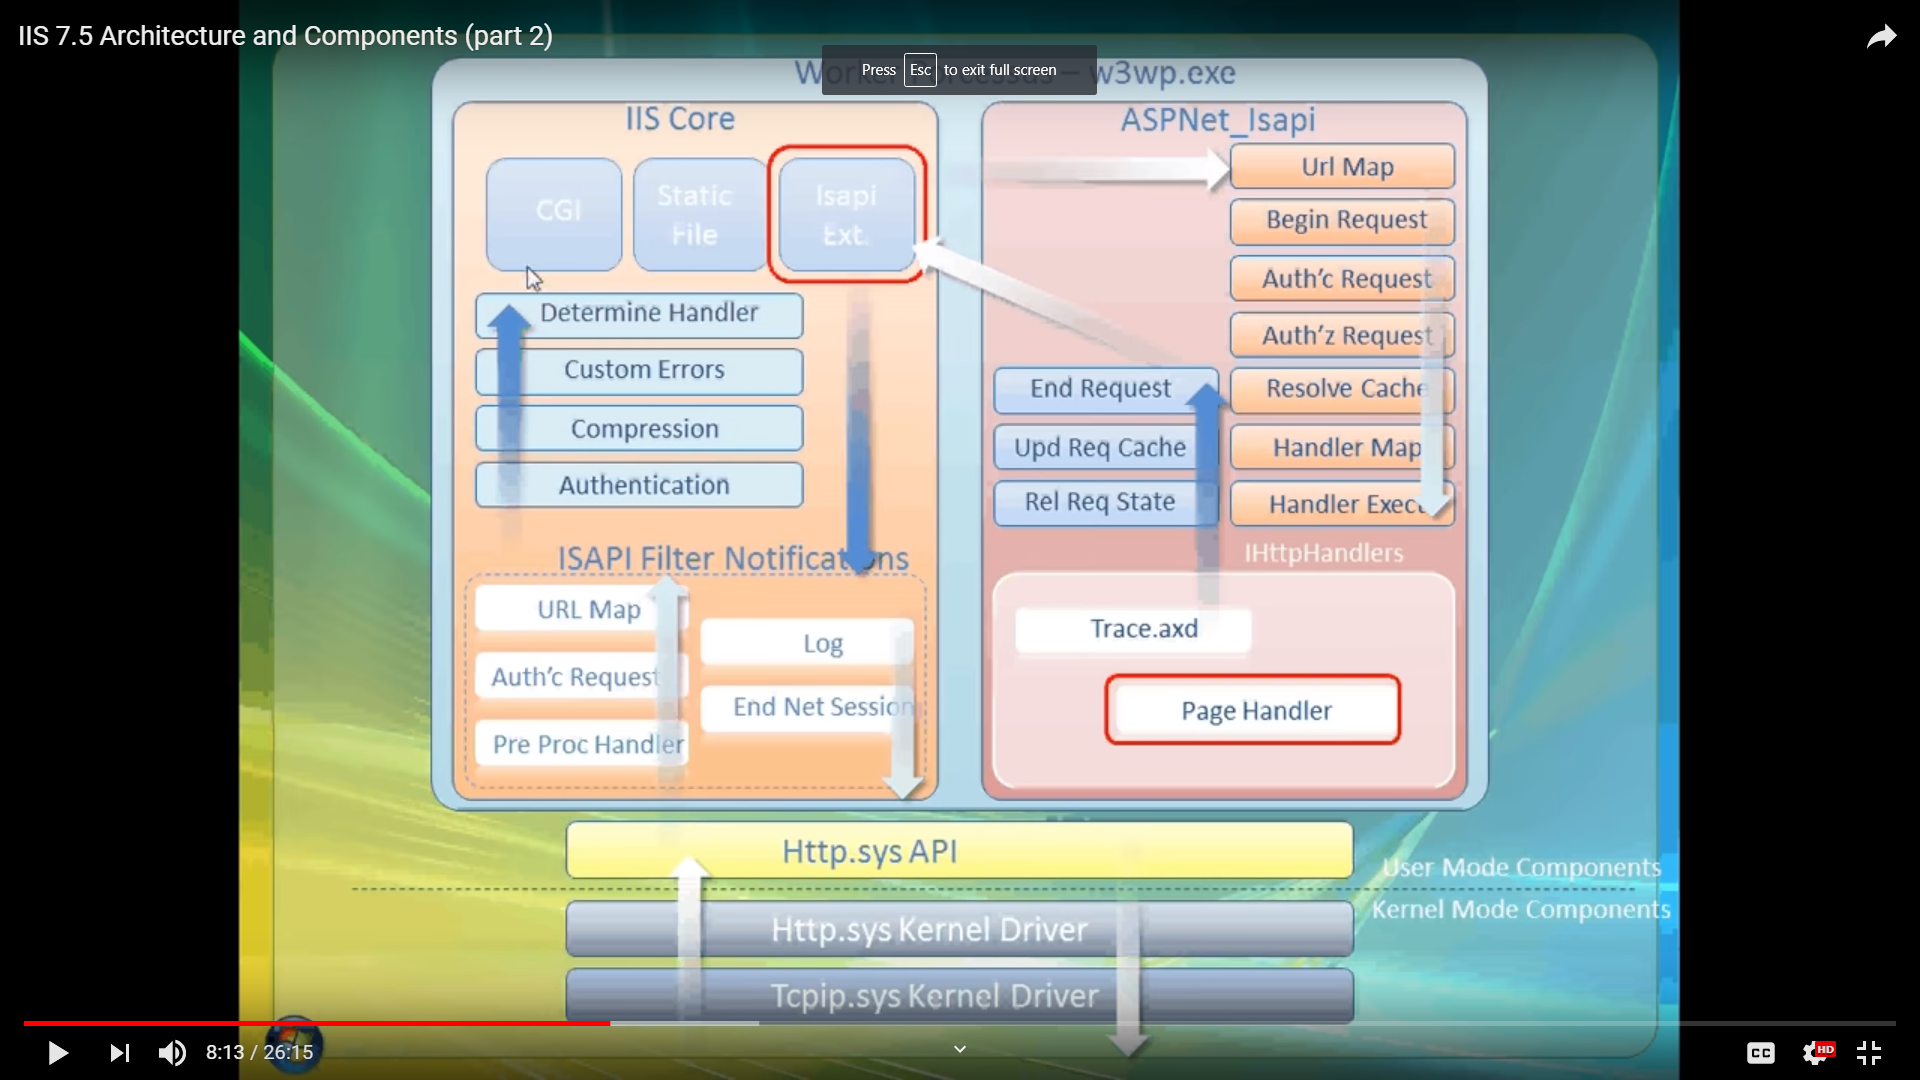 IIS 7.5 Architecture and Components (part 2)
Press Esc to exit full screen
w3wp.exe
IIS Core
CGI
Static
File
Isapi
Ext.
Determine Handler
Custom Errors
Compression
Authentication
ISAPI Filter Notifications
URL Map
Auth'c Request
Pre Proc Handler
Log
End Net Session
ASPNet_Isapi
Url Map
Begin Request
Auth'c Request
Auth'z Request
Resolve Cache
Handler Map
Handler Exec
End Request
Upd Req Cache
Rel Req State
IHttpHandlers
Trace.axd
Page Handler
Http.sys API
User Mode Components
Kernel Mode Components
Http.sys Kernel Driver
Tcpip.sys Kernel Driver
8:13 / 26:15
CC
HD